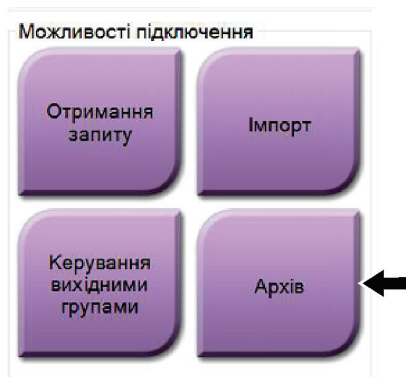 Можливості підключення
Отримання
запиту
Імпорт
Керування
вихідними
групами
Архів